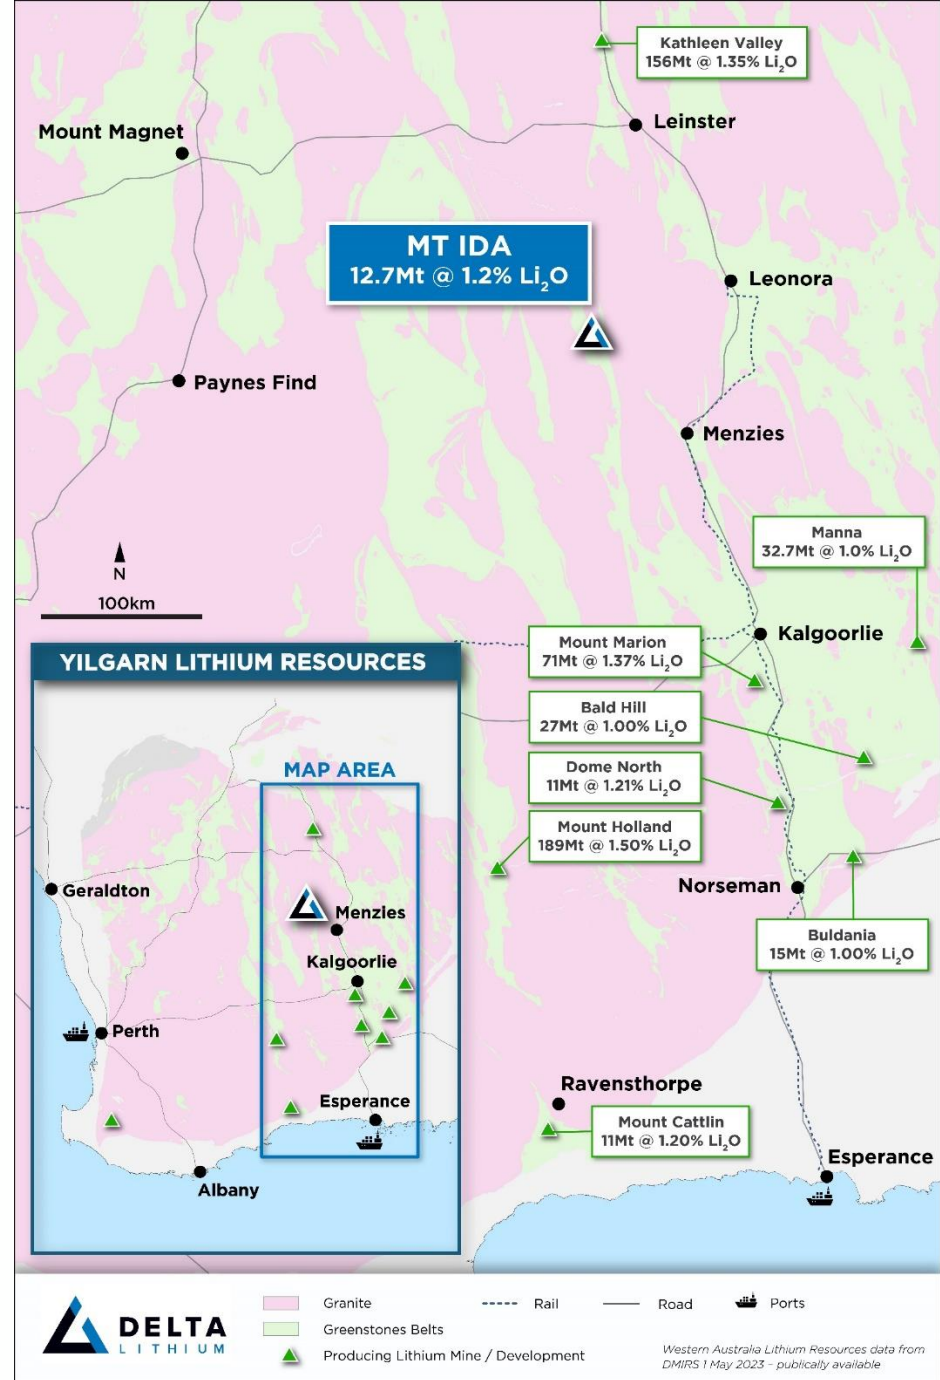 Kathleen Valley
156Mt @ 1.35% Li₂O
Leinster
Mount Magnet
MT IDA
12.7Mt @ 1.2% Li₂O
Leonora
Paynes Find
Menzies
Manna
32.7Mt @ 1.0% Li₂O
N
100km
Kalgoorlie
Mount Marion
71Mt @ 1.37% Li₂O
Bald Hill
27Mt @ 1.00% Li₂O
Dome North
11Mt @ 1.21% Li₂O
Mount Holland
189Mt @ 1.50% Li₂O
Norseman
Buldania
15Mt @ 1.00% Li₂O
Ravensthorpe
Mount Cattlin
11Mt @ 1.20% Li₂O
Esperance
YILGARN LITHIUM RESOURCES
MAP AREA
Geraldton
Menzies
Kalgoorlie
Perth
Esperance
Albany
DELTA
LITHIUM
Granite
Rail
Road
Ports
Greenstones Belts
Producing Lithium Mine / Development
Western Australia Lithium Resources data from
DMIRS 1 May 2023 – publically available